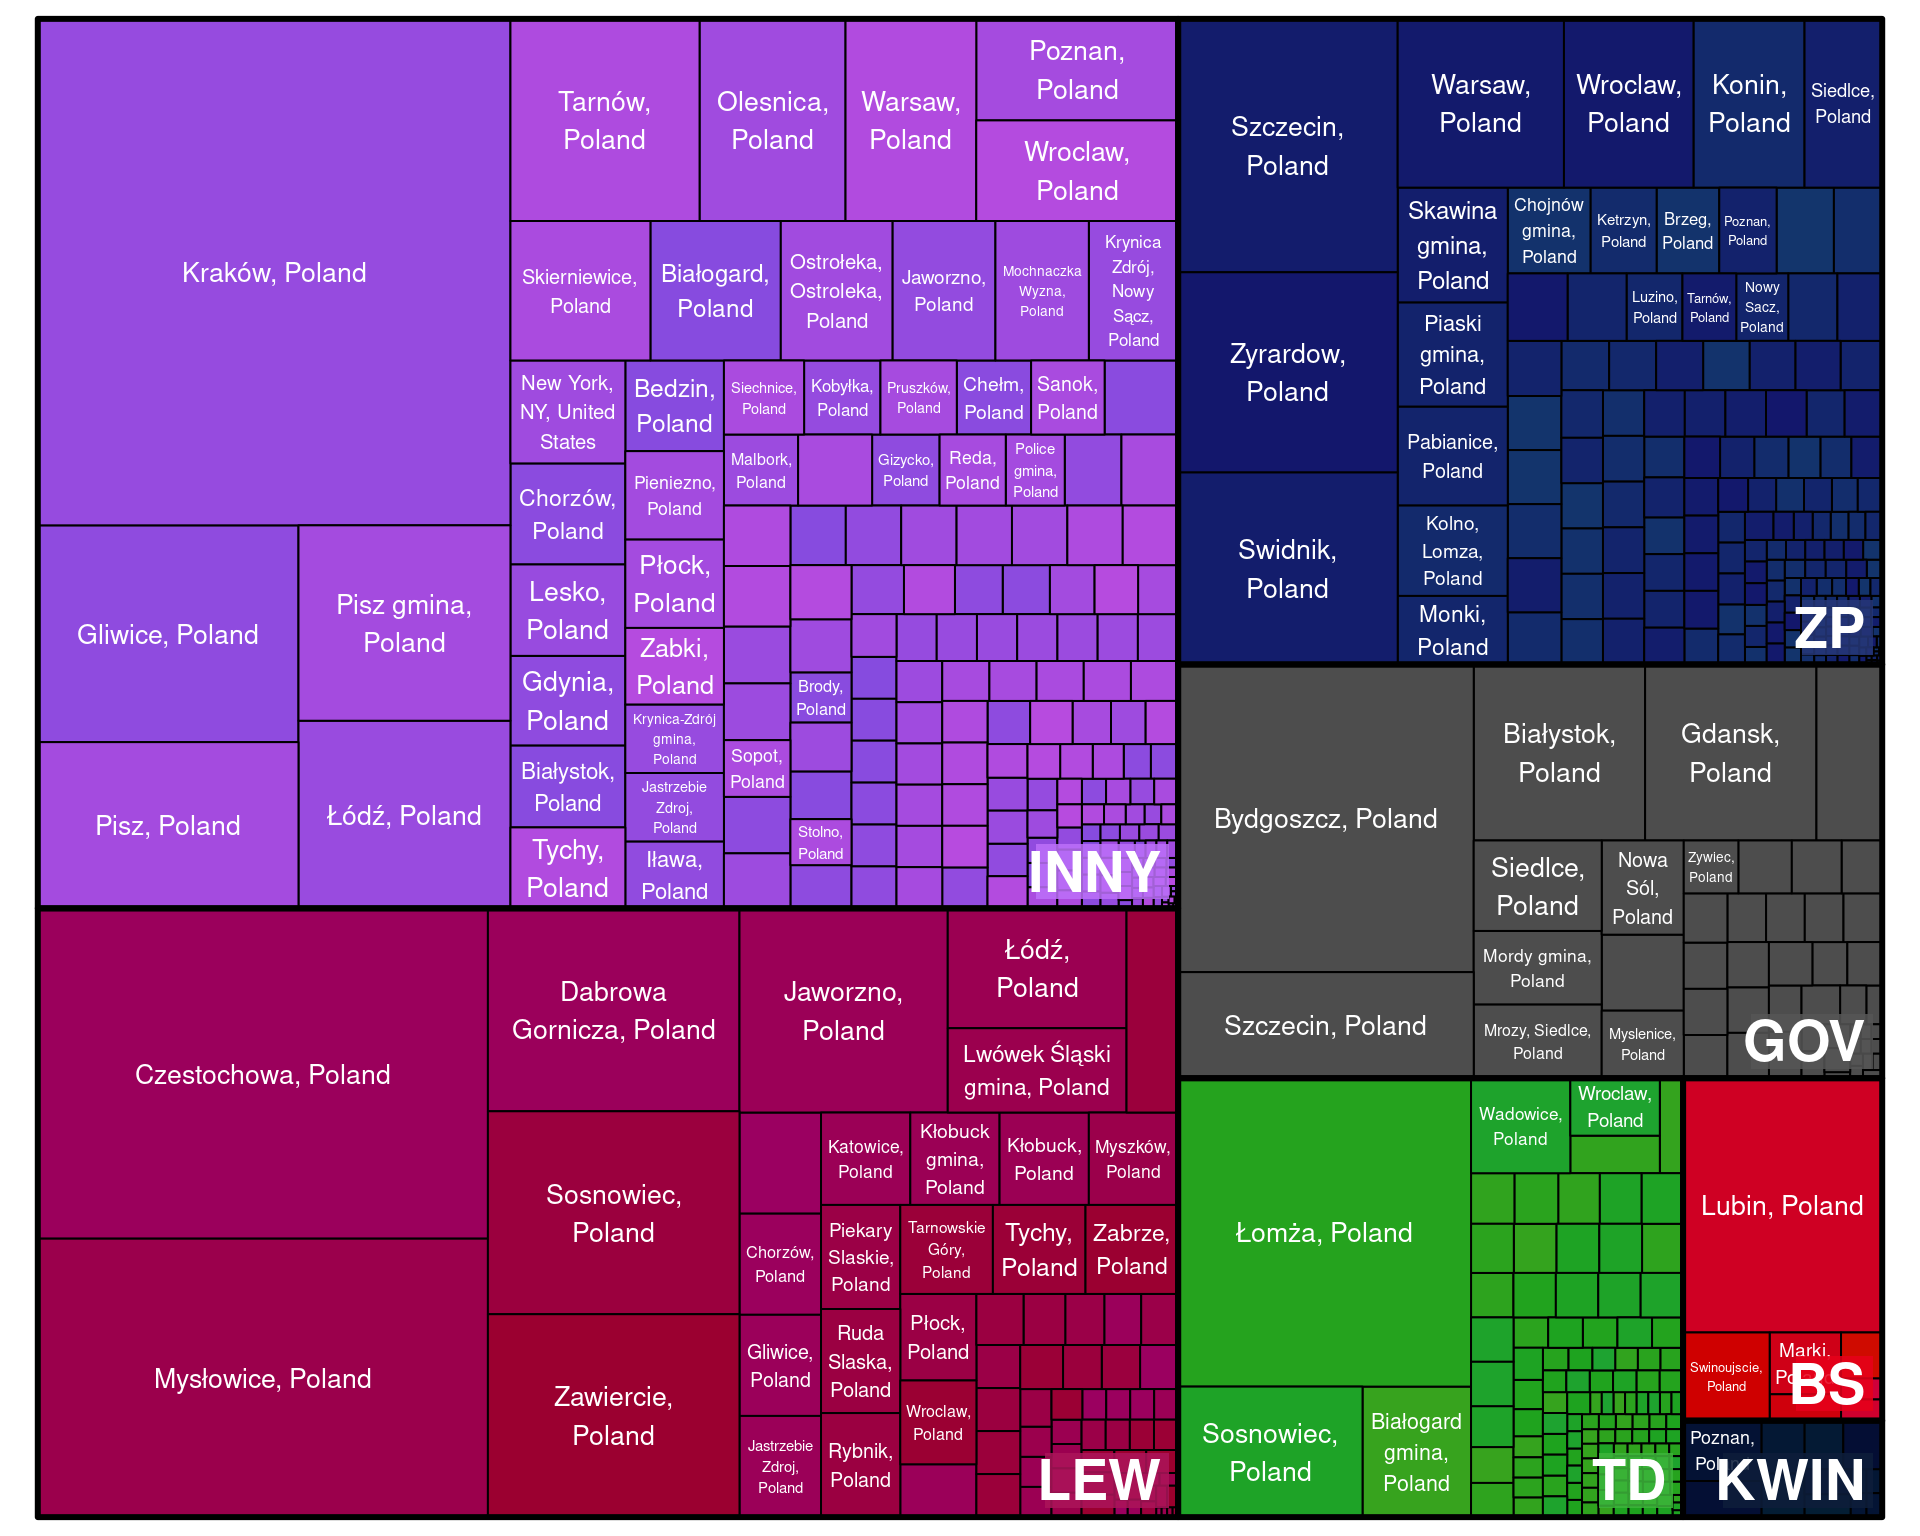 Kraków, Poland
Gliwice, Poland
Pisz gmina,
Poland
Pisz, Poland
Łódź, Poland
Tarnów,
Poland
Olesnica,
Poland
Warsaw,
Poland
Poznan,
Poland
Wroclaw,
Poland
Skierniewice,
Poland
Białogard,
Poland
Ostrołeka,
Ostroleka,
Poland
Jaworzno,
Poland
Mochnaczka
Wyzna,
Poland
Krynica
Zdrój,
Nowy
Sącz,
Poland
New York,
NY, United
States
Chorzów,
Poland
Lesko,
Poland
Gdynia,
Poland
Białystok,
Poland
Tychy,
Poland
Bedzin,
Poland
Pieniezno,
Poland
Płock,
Poland
Zabki,
Poland
Krynica-Zdrój
gmina,
Poland
Jastrzebie
Zdroj,
Poland
Iława,
Poland
Siechnice,
Poland
Kobyłka,
Poland
Pruszków,
Poland
Chełm,
Poland
Sanok,
Poland
Malbork,
Poland
Gizycko,
Poland
Reda,
Poland
Police
gmina,
Poland
Brody,
Poland
Sopot,
Poland
Stolno,
Poland
INNY
Szczecin,
Poland
Zyrardow,
Poland
Swidnik,
Poland
Warsaw,
Poland
Wroclaw,
Poland
Konin,
Poland
Siedlce,
Poland
Skawina
gmina,
Poland
Piaski
gmina,
Poland
Pabianice,
Poland
Kolno,
Lomza,
Poland
Monki,
Poland
Chojnów
gmina,
Poland
Ketrzyn,
Poland
Brzeg,
Poland
Poznan,
Poland
Luzino,
Poland
Tarnów,
Poland
Nowy
Sacz,
Poland
ZP
Bydgoszcz, Poland
Szczecin, Poland
Białystok,
Poland
Gdansk,
Poland
Siedlce,
Poland
Nowa
Sól,
Poland
Zywiec,
Poland
Mordy gmina,
Poland
Mrozy, Siedlce,
Poland
Myslenice,
Poland
GOV
Czestochowa, Poland
Mysłowice, Poland
Dabrowa
Gornicza, Poland
Sosnowiec,
Poland
Zawiercie,
Poland
Jaworzno,
Poland
Łódź,
Poland
Lwówek Śląski
gmina, Poland
Katowice,
Poland
Kłobuck
gmina,
Poland
Kłobuck,
Poland
Myszków,
Poland
Chorzów,
Poland
Gliwice,
Poland
Jastrzebie
Zdroj,
Poland
Piekary
Slaskie,
Poland
Ruda
Slaska,
Poland
Rybnik,
Poland
Tarnowskie
Góry,
Poland
Tychy,
Poland
Zabrze,
Poland
Płock,
Poland
Wroclaw,
Poland
LEW
Łomża, Poland
Sosnowiec,
Poland
Białogard
gmina,
Poland
Wadowice,
Poland
Wroclaw,
Poland
TD
Lubin, Poland
Swinoujscie,
Poland
Marki,
BS
Poznan,
KWIN